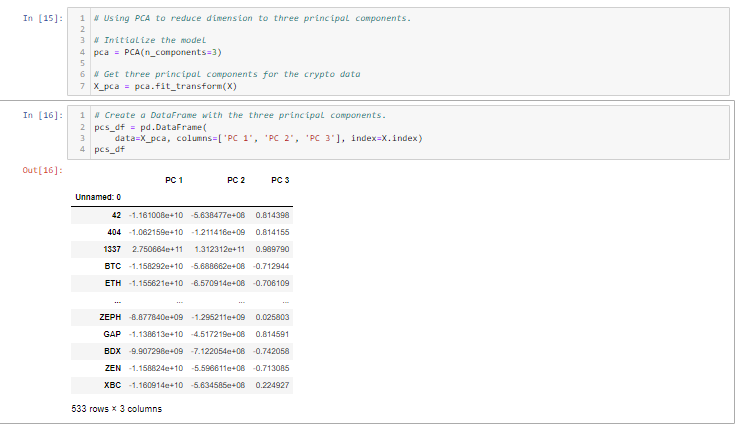 In [15]:
1 # Using PCA to reduce dimension to three principal components.
2
3 # Initialize the model
4 pca = PCA(n_components=3)
5
6 # Get three principal components for the crypto data
7 X_pca = pca.fit_transform(X)
In [16]:
1 # Create a DataFrame with the three principal components.
2 pcs_df = pd.DataFrame(
3 data=X_pca, columns=['PC 1', 'PC 2', 'PC 3'], index=X.index)
4 pcs_df
Out[16]:
PC 1 PC 2 PC 3
Unnamed: 0
42 -1.161008e+10 -5.638477e+08 0.814398
404 -1.062159e+10 -1.211416e+09 0.814155
1337 2.750664e+11 1.312312e+11 0.989790
BTC -1.158292e+10 -5.688662e+08 -0.712944
ETH -1.155621e+10 -6.570914e+08 -0.706109
... ... ... ...
ZEPH -8.877840e+09 -1.295211e+09 0.025803
GAP -1.138613e+10 -4.517219e+08 0.814591
BDX -9.907298e+09 -7.122054e+08 -0.742058
ZEN -1.158824e+10 -5.596611e+08 -0.713085
XBC -1.160914e+10 -5.634585e+08 0.224927
533 rows × 3 columns